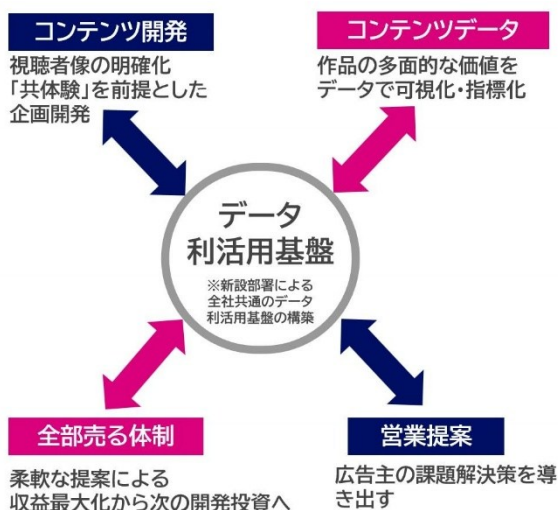 コンテンツ開発
視聴者像の明確化
「共体験」を前提とした
企画開発
コンテンツデータ
作品の多面的な価値を
データで可視化・指標化
データ
利活用基盤
※新設部署による
全社共通のデータ
利活用基盤の構築
全部売る体制
柔軟な提案による
収益最大化から次の開発投資へ
営業提案
広告主の課題解決策を導
き出す